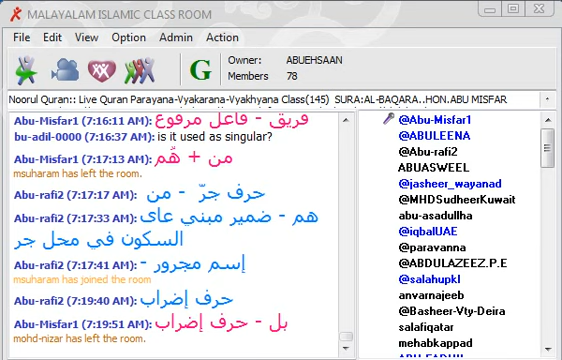 MALAYALAM ISLAMIC CLASS ROOM
File Edit View Option Admin Action
G
Owner: ABUEHSAAN
Members 78
Noorul Quran:: Live Quran Parayana-Vyakarana-Vyakhyana Class(145) SURA:AL-BAQARA..HON.ABU MISFAR
Abu-Misfar1 (7:16:11 AM): فريق - فاعل مرفوع
bu-adil-0000 (7:16:37 AM): is it used as singular?
Abu-Misfar1 (7:17:13 AM): من + هُم
msuharam has left the room.
Abu-rafi2 (7:17:17 AM): حرف جرّ - من
Abu-rafi2 (7:17:33 AM): هم - ضمير مبني عاى
السكون في محل جر
Abu-rafi2 (7:17:41 AM): إسم مجرور -
msuharam has joined the room
Abu-rafi2 (7:19:40 AM): حرف إضراب
Abu-Misfar1 (7:19:51 AM): بل - حرف إضراب
mohd-nizar has left the room.
@Abu-Misfar1
@ABULEENA
@Abu-rafi2
ABUASWEEL
@jasheer_wayanad
@MHDSudheerKuwait
abu-asadullha
@iqbalUAE
@paravanna
@ABDULAZEEZ.P.E
@salahupkl
anvarnajeeb
@Basheer-Vty-Deira
salafiqatar
mehabkappad